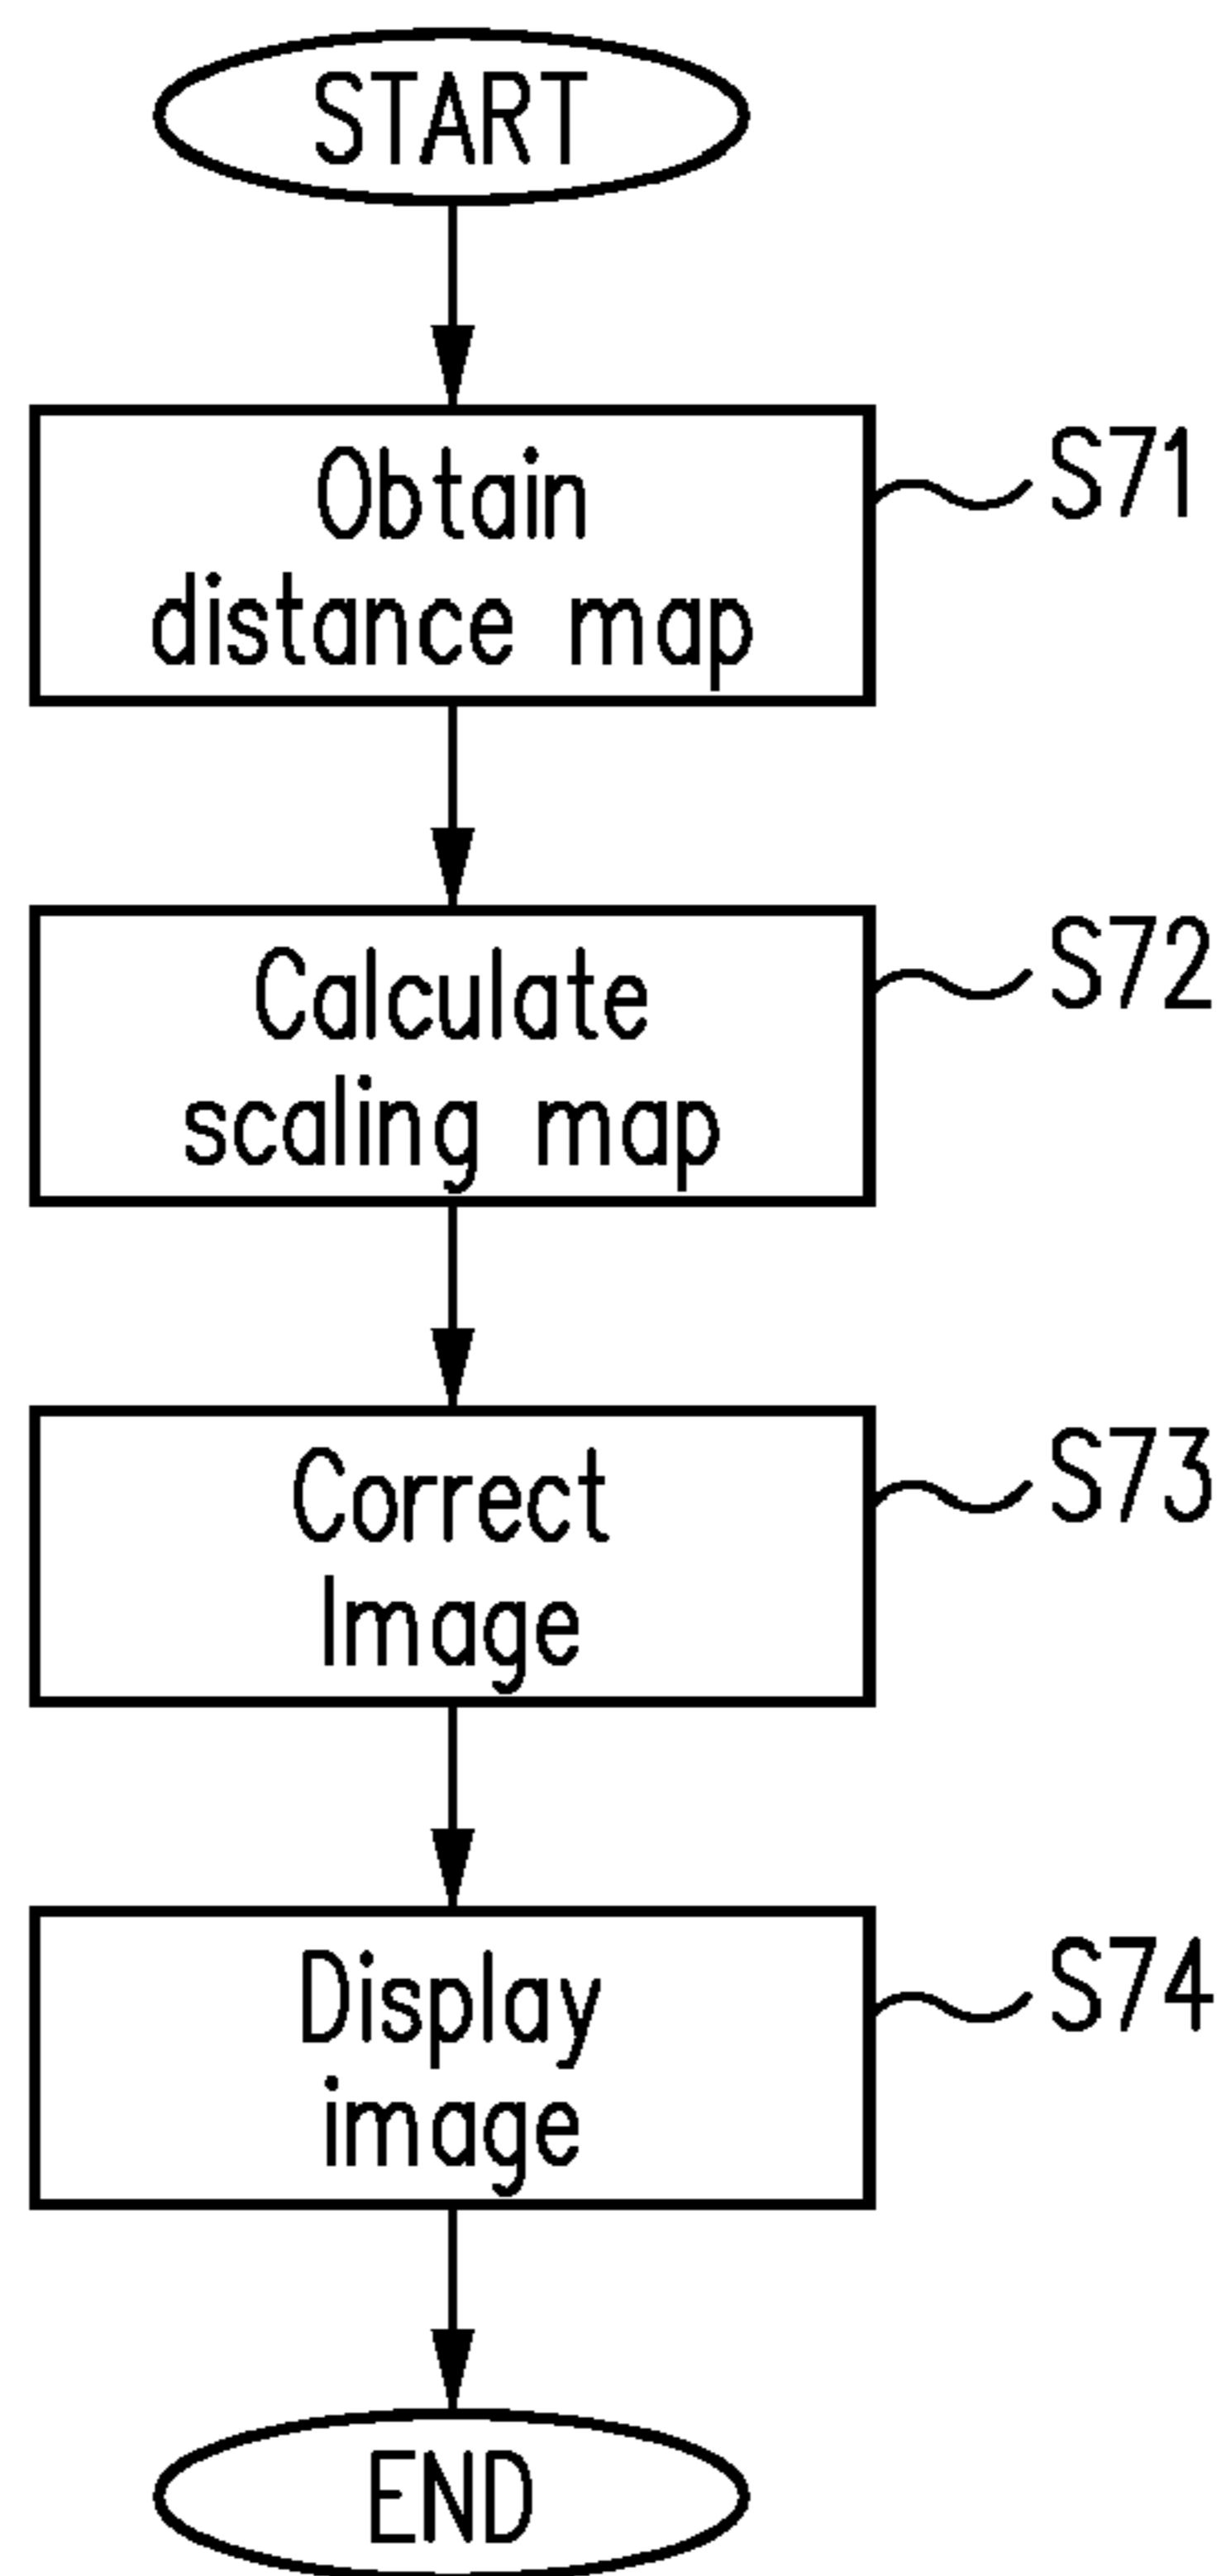 START
Obtain
distance map
S71
Calculate
scaling map
S72
Correct
Image
S73
Display
image
S74
END